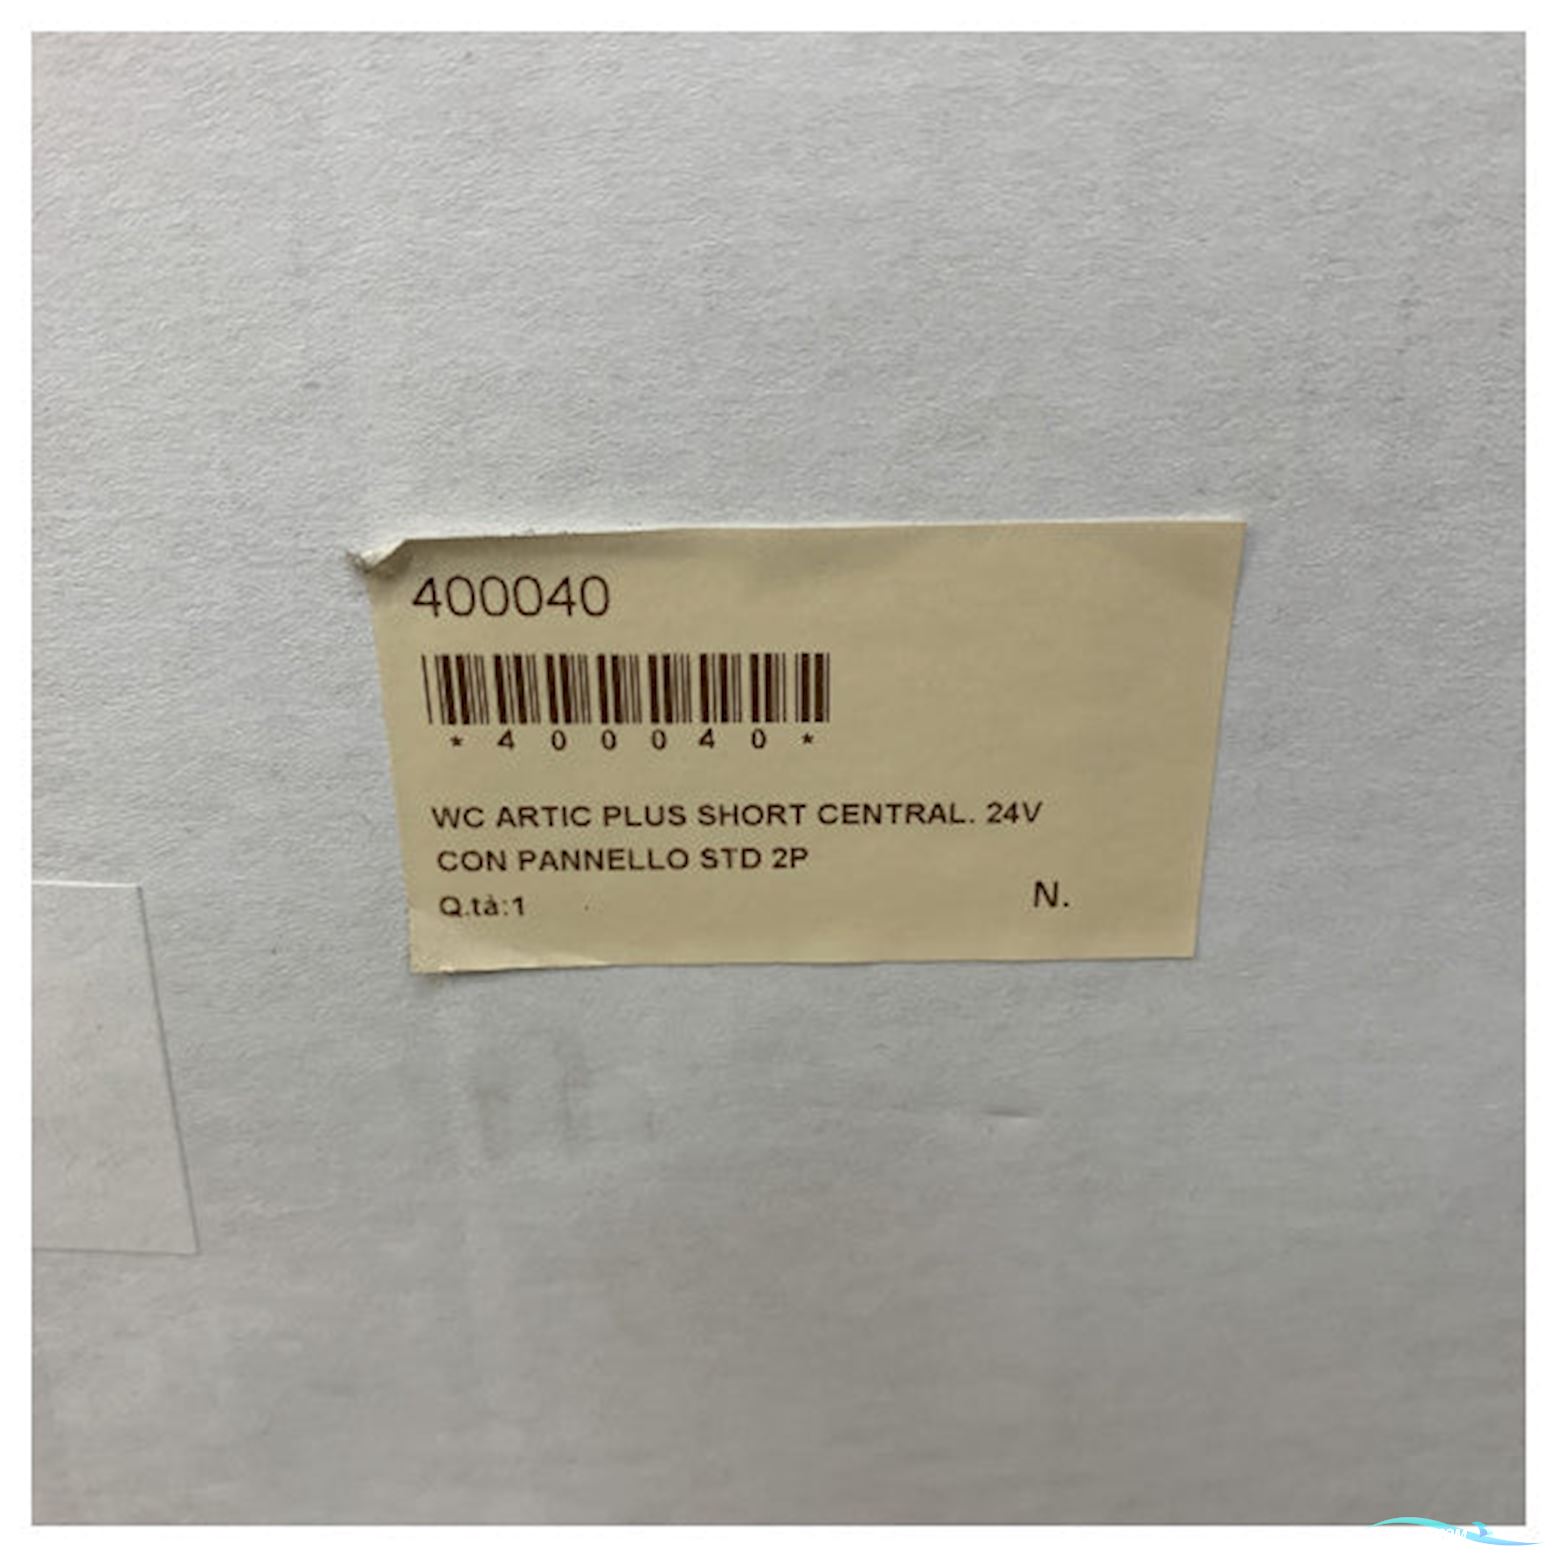 400040
*400040*
WC ARTIC PLUS SHORT CENTRAL. 24V
CON PANNELLO STD 2P
Q.tà:1
N.